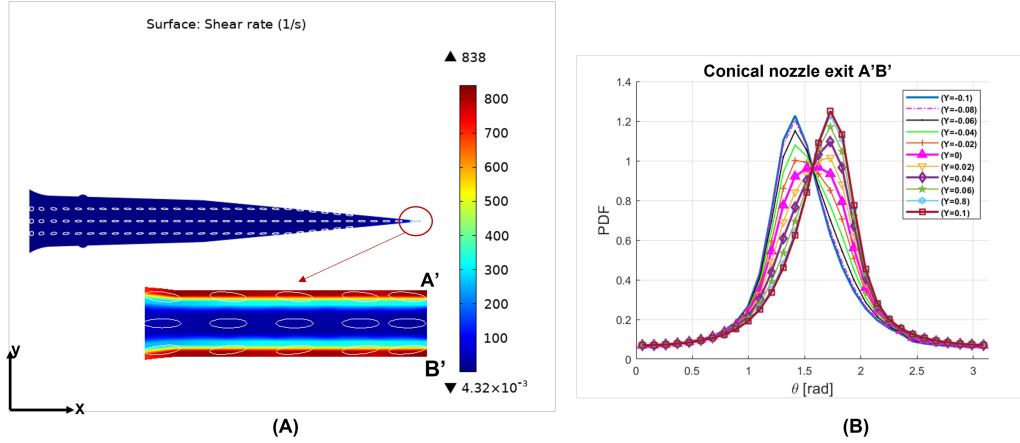 Surface: Shear rate (1/s)
▲ 838
800
700
600
500
400
300
200
100
▼ 4.32×10⁻³
A'
B'
y
x
(A)
Conical nozzle exit A'B'
1.4
1.2
1
0.8
0.6
0.4
0.2
0
PDF
0
0.5
1
1.5
2
2.5
3
θ [rad]
(Y=-0.1)
(Y=-0.08)
(Y=-0.06)
(Y=-0.04)
(Y=-0.02)
(Y=0)
(Y=0.02)
(Y=0.04)
(Y=0.06)
(Y=0.8)
(Y=0.1)
(B)